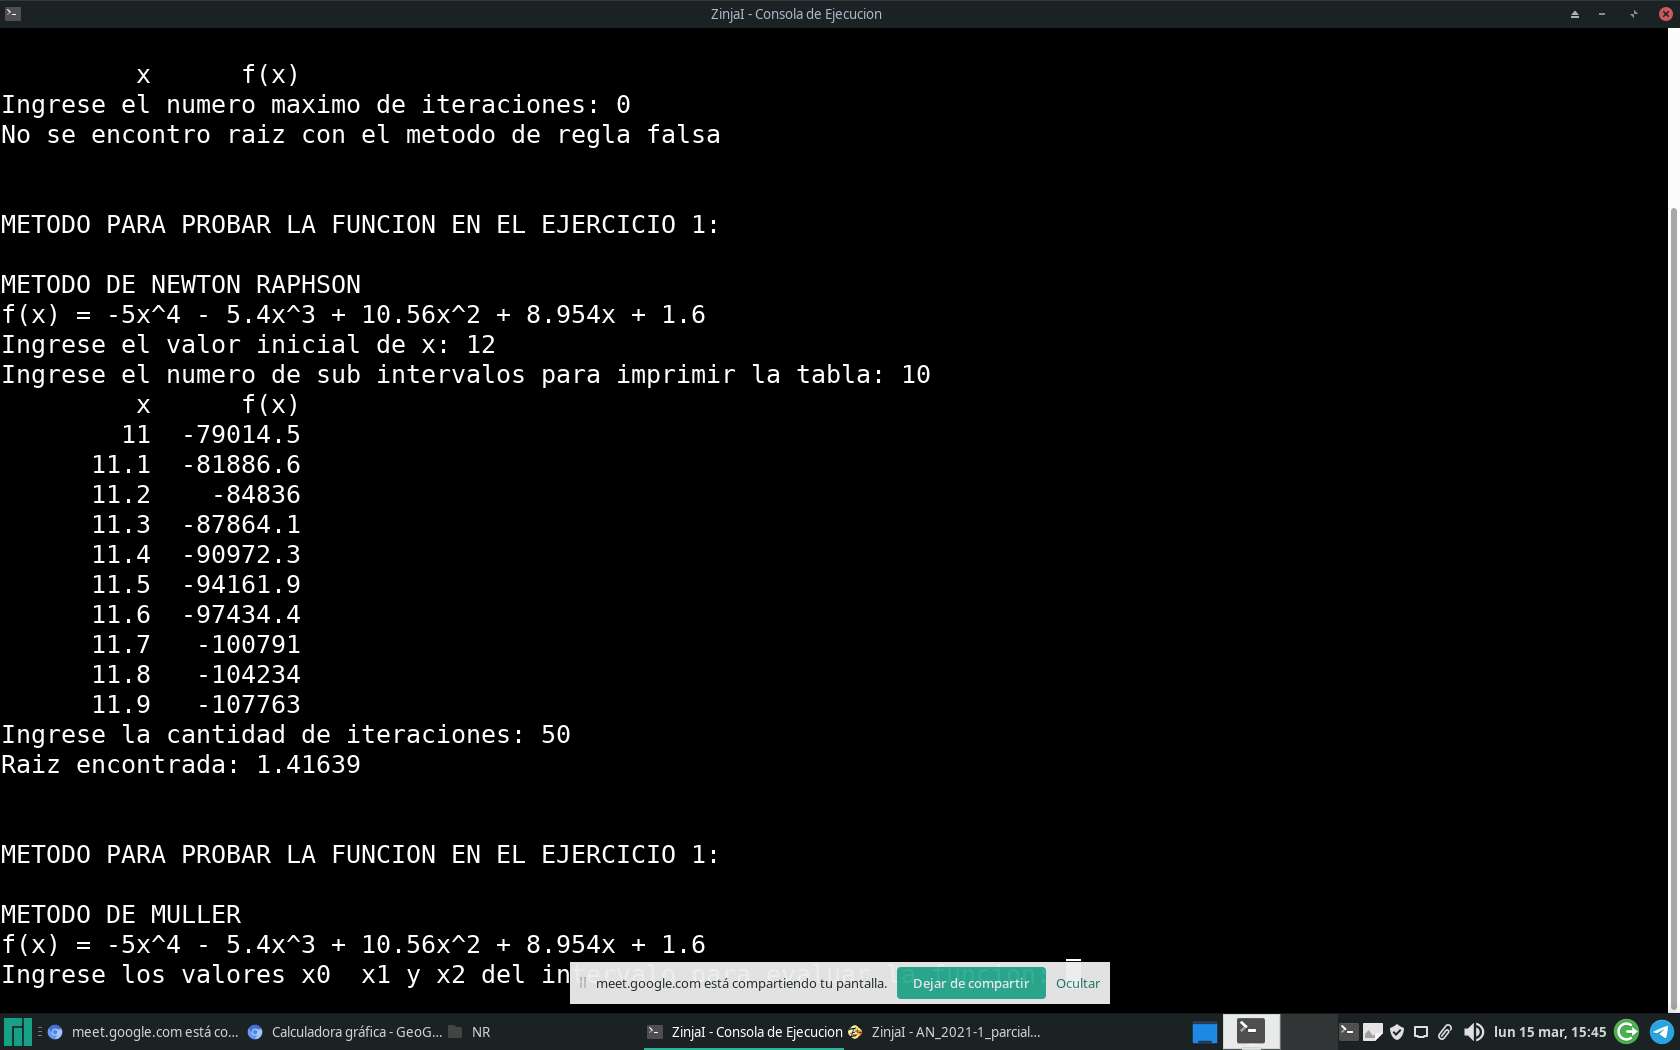 ZinjaI - Consola de Ejecucion
x f(x)
Ingrese el numero maximo de iteraciones: 0
No se encontro raiz con el metodo de regla falsa
METODO PARA PROBAR LA FUNCION EN EL EJERCICIO 1:
METODO DE NEWTON RAPHSON
f(x) = -5x^4 - 5.4x^3 + 10.56x^2 + 8.954x + 1.6
Ingrese el valor inicial de x: 12
Ingrese el numero de sub intervalos para imprimir la tabla: 10
x f(x)
11 -79014.5
11.1 -81886.6
11.2 -84836
11.3 -87864.1
11.4 -90972.3
11.5 -94161.9
11.6 -97434.4
11.7 -100791
11.8 -104234
11.9 -107763
Ingrese la cantidad de iteraciones: 50
Raiz encontrada: 1.41639
METODO PARA PROBAR LA FUNCION EN EL EJERCICIO 1:
METODO DE MULLER
f(x) = -5x^4 - 5.4x^3 + 10.56x^2 + 8.954x + 1.6
Ingrese los valores x0 x1 y x2 del intervalo para evaluar la funcion:
meet.google.com está compartiendo tu pantalla. Dejar de compartir Ocultar
meet.google.com está co... Calculadora gráfica - GeoG... NR ZinjaI - Consola de Ejecucion ZinjaI - AN_2021-1_parcial... lun 15 mar, 15:45